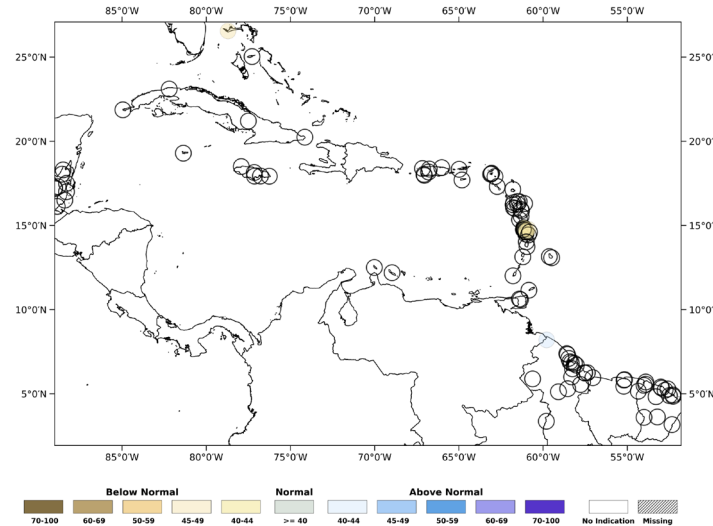 85°0'W 80°0'W 75°0'W 70°0'W 65°0'W 60°0'W 55°0'W
25°0'N 25°0'N
20°0'N 20°0'N
15°0'N 15°0'N
10°0'N 10°0'N
5°0'N 5°0'N
85°0'W 80°0'W 75°0'W 70°0'W 65°0'W 60°0'W 55°0'W
Below Normal Normal Above Normal
70-100 60-69 50-59 45-49 40-44 >= 40 40-44 45-49 50-59 60-69 70-100 No Indication Missing